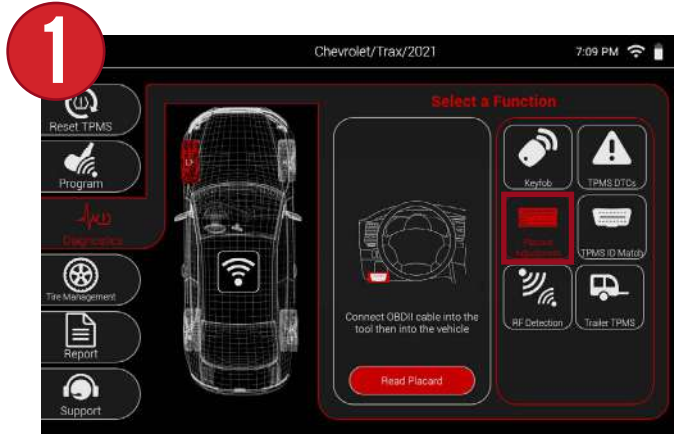 1
Chevrolet/Trax/2021
7:09 PM
Reset TPMS
Program
Diagnostics
Tire Management
Report
Support
Select a Function
Connect OBDII cable into the
tool then into the vehicle
Read Placard
Keyfob
TPMS DTCs
Placard
Adjustment
TPMS ID Match
RF Detection
Trailer TPMS